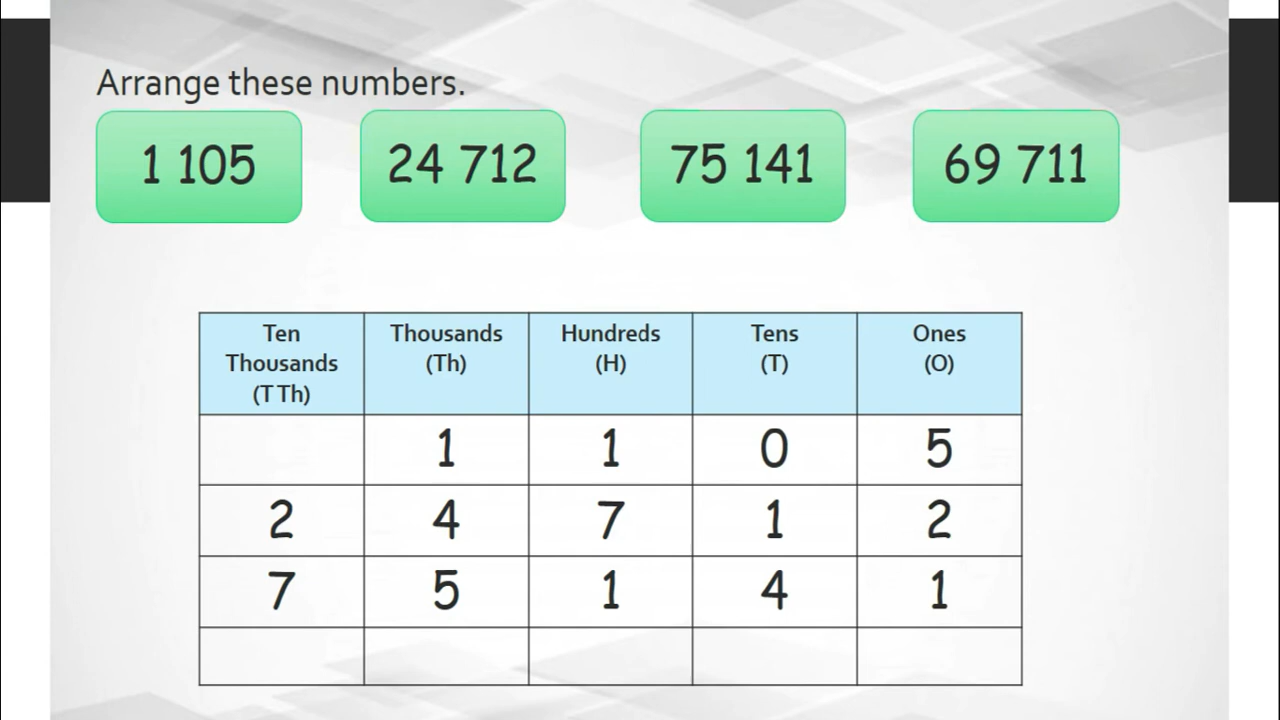 Arrange these numbers.
1 105 24 712 75 141 69 711
Ten Thousands Hundreds Tens Ones
Thousands (Th) (H) (T) (O)
(T Th)
1 1 0 5
2 4 7 1 2
7 5 1 4 1